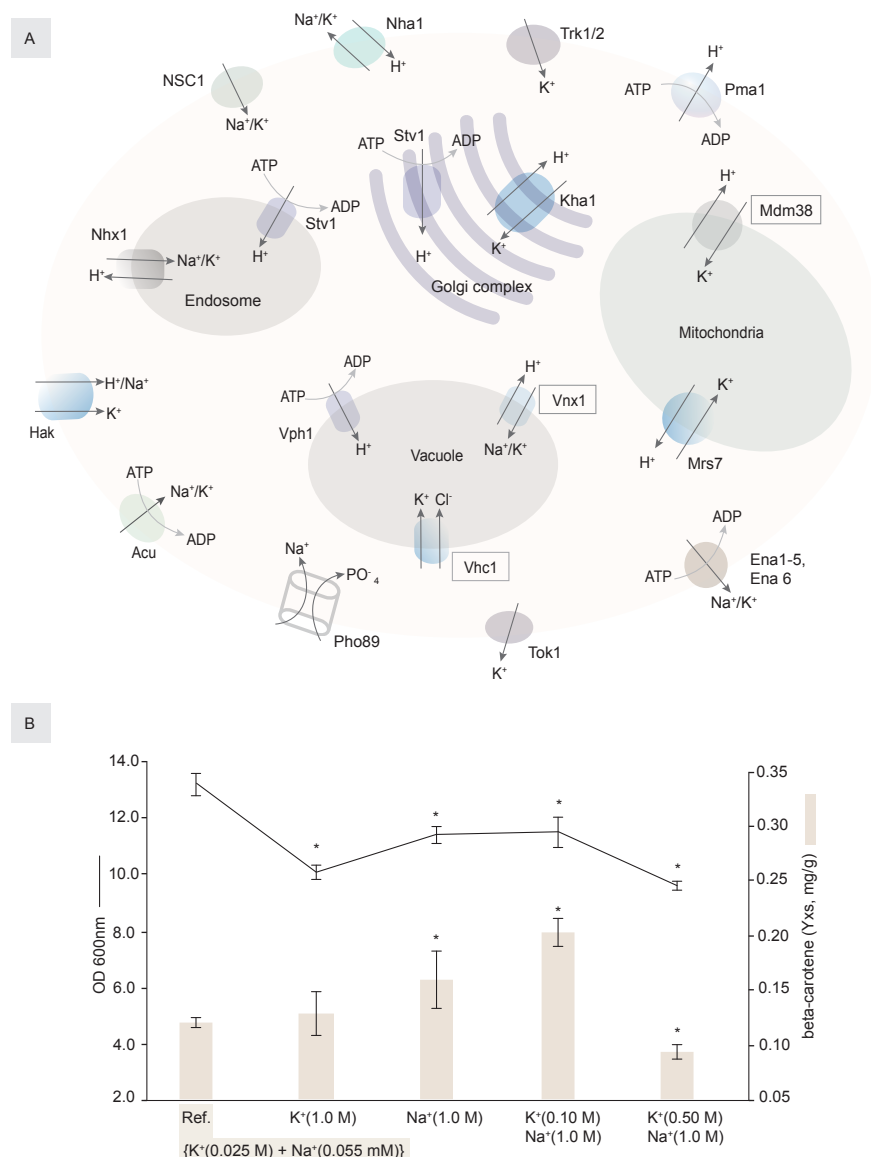 A
Na⁺/K⁺
Nha1
H⁺
Trk1/2
K⁺
NSC1
Na⁺/K⁺
H⁺
ATP
Pma1
ADP
ATP
Stv1
ADP
H⁺
Kha1
K⁺
H⁺
Golgi complex
ATP
ADP
Stv1
H⁺
Nhx1
Na⁺/K⁺
H⁺
Endosome
H⁺
Mdm38
K⁺
Mitochondria
K⁺
H⁺
Mrs7
H⁺/Na⁺
K⁺
Hak
ADP
ATP
Vph1
H⁺
H⁺
Vnx1
Na⁺/K⁺
Vacuole
K⁺ Cl⁻
Vhc1
ATP
Na⁺/K⁺
ADP
Acu
Na⁺
PO⁻₄
Pho89
K⁺
Tok1
ADP
ATP
Ena1-5,
Ena 6
Na⁺/K⁺
B
OD 600nm
14.0
12.0
10.0
8.0
6.0
4.0
2.0
* * * *
* * *
0.35
0.30
0.25
0.20
0.15
0.10
0.05
beta-carotene (Yxs, mg/g)
Ref. K⁺(1.0 M) Na⁺(1.0 M) K⁺(0.10 M) K⁺(0.50 M)
Na⁺(1.0 M) Na⁺(1.0 M)
{K⁺(0.025 M) + Na⁺(0.055 mM)}